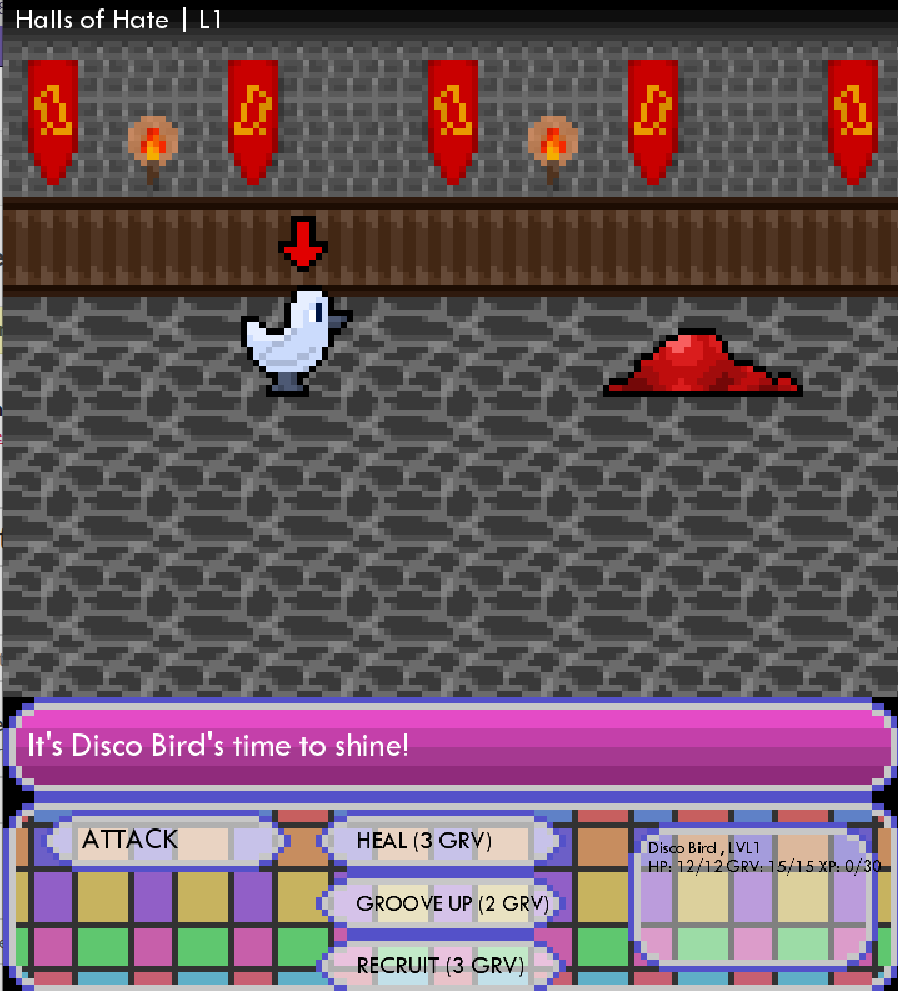 Halls of Hate | L1
It's Disco Bird's time to shine!
ATTACK
HEAL (3 GRV)
GROOVE UP (2 GRV)
RECRUIT (3 GRV)
Disco Bird , LVL1
HP: 12/12 GRV: 15/15 XP: 0/30